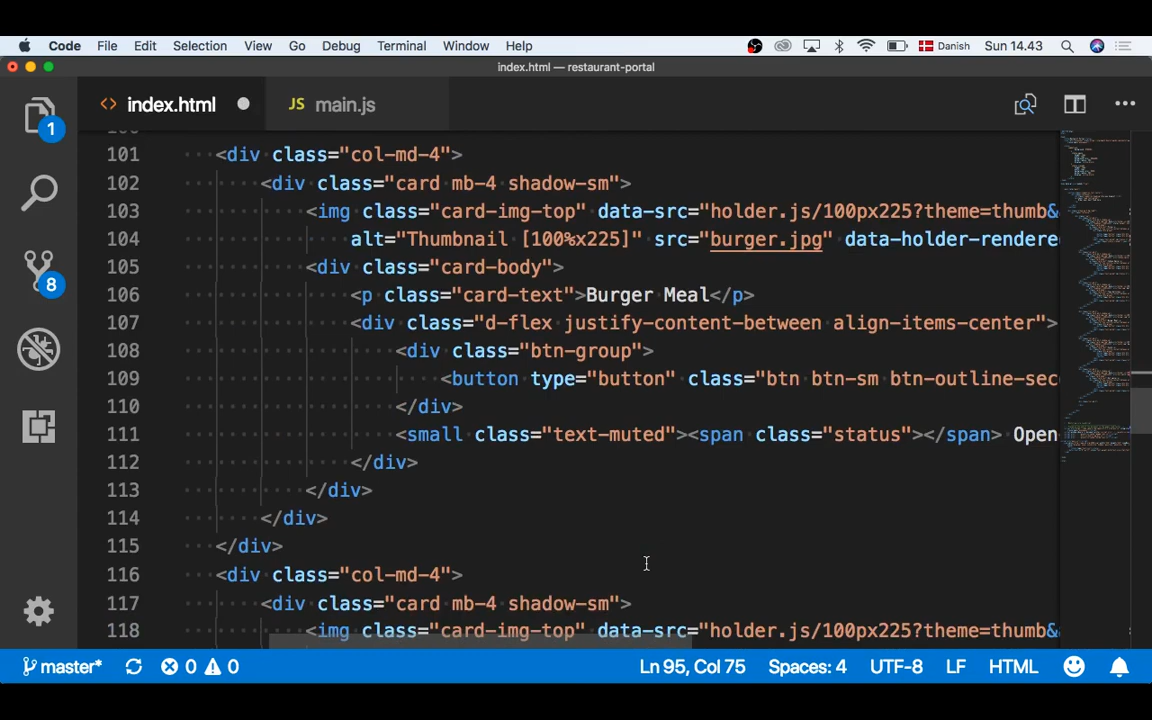 Code File Edit Selection View Go Debug Terminal Window Help Danish Sun 14.43
index.html — restaurant-portal
<> index.html JS main.js
1
8
101 <div class="col-md-4">
102 <div class="card mb-4 shadow-sm">
103 <img class="card-img-top" data-src="holder.js/100px225?theme=thumb&
104 alt="Thumbnail [100%x225]" src="burger.jpg" data-holder-rendere
105 <div class="card-body">
106 <p class="card-text">Burger Meal</p>
107 <div class="d-flex justify-content-between align-items-center">
108 <div class="btn-group">
109 <button type="button" class="btn btn-sm btn-outline-sec
110 </div>
111 <small class="text-muted"><span class="status"></span> Open
112 </div>
113 </div>
114 </div>
115 </div>
116 <div class="col-md-4">
117 <div class="card mb-4 shadow-sm">
118 <img class="card-img-top" data-src="holder.js/100px225?theme=thumb&
master* 0 0 Ln 95, Col 75 Spaces: 4 UTF-8 LF HTML